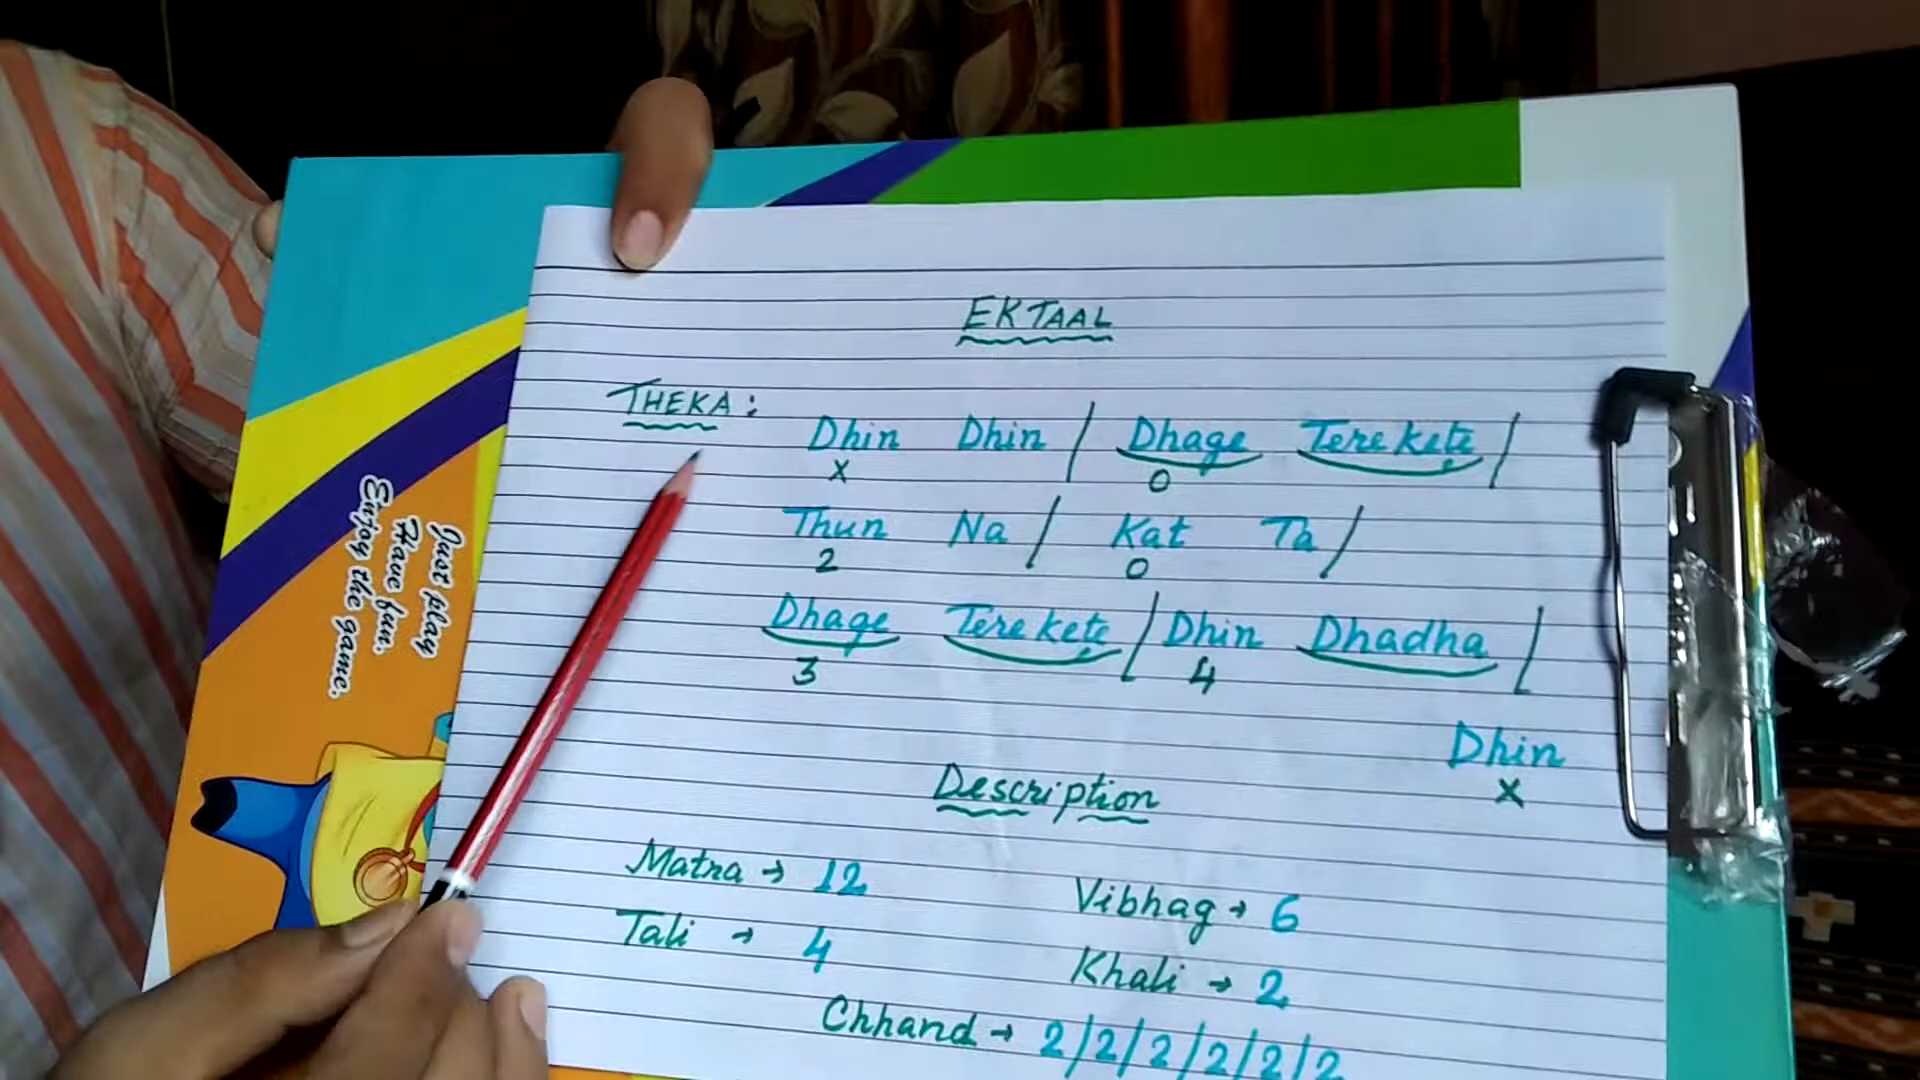 EKTAAL
THEKA: Dhin Dhin / Dhage Terekete /
x 0
Thun Na / Kat Ta /
2 0
Dhage Terekete / Dhin Dhadha /
3 4
Dhin
x
Description
Matra → 12 Vibhag → 6
Tali → 4 Khali → 2
Chhand → 2/2/2/2/2/2
Just play
Have fun.
Enjoy the game.